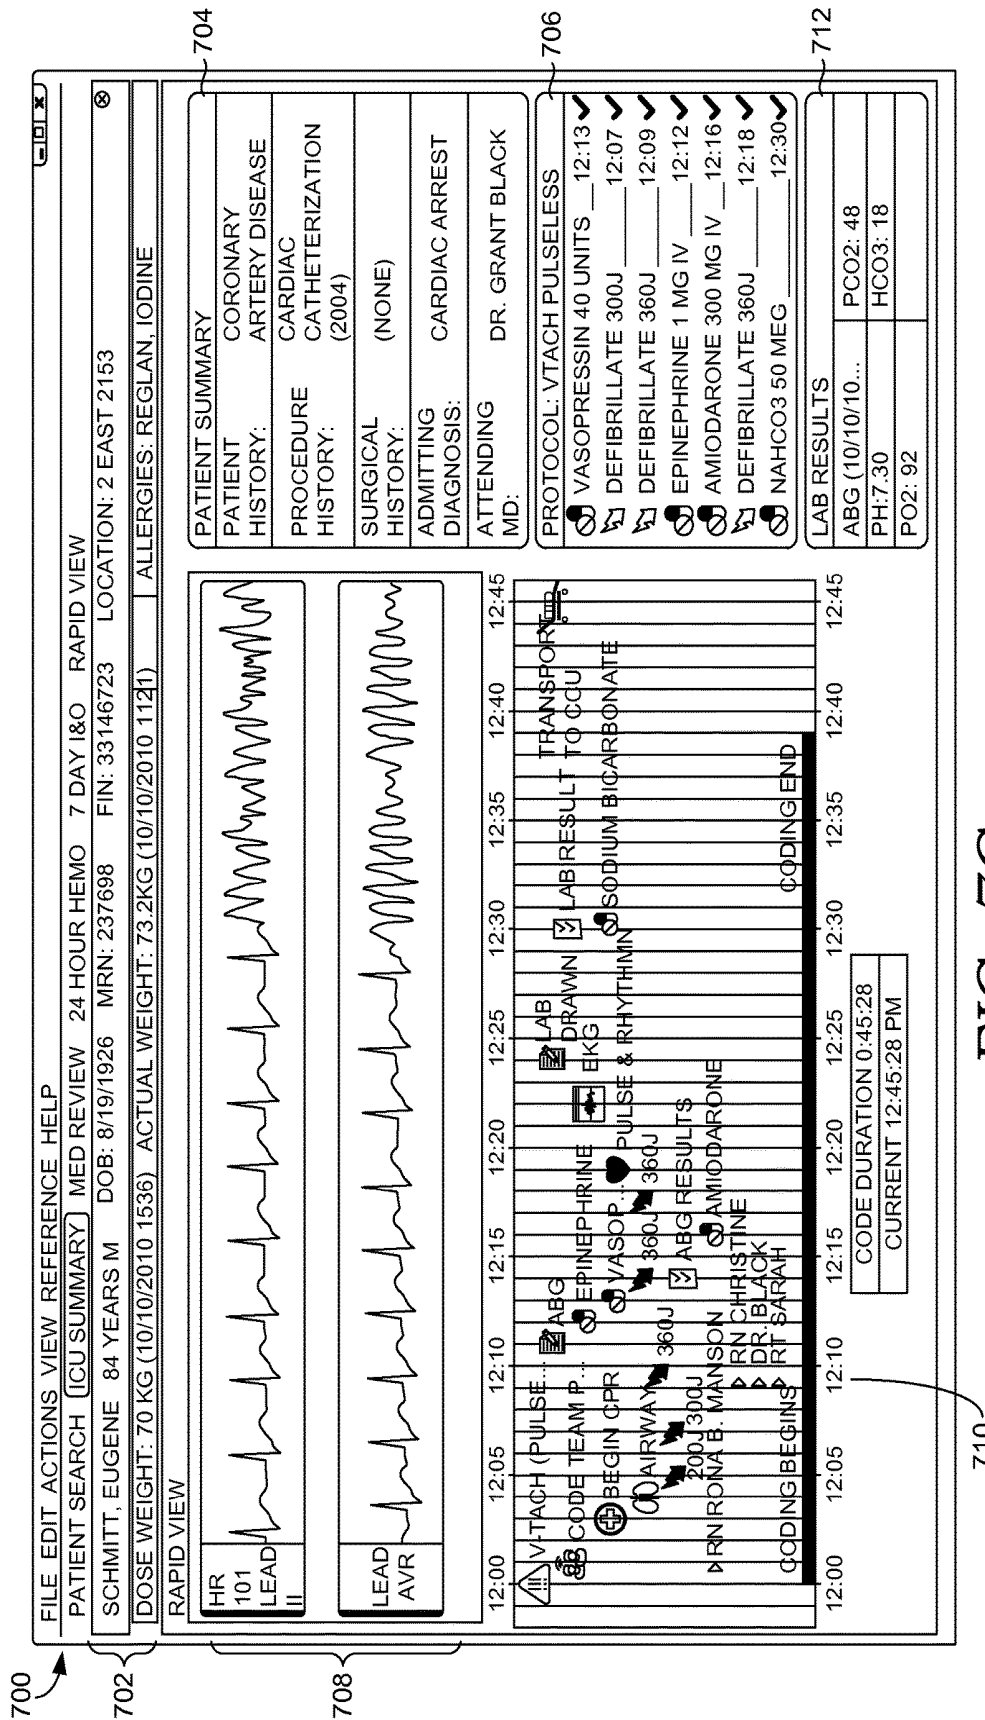 700
FILE EDIT ACTIONS VIEW REFERENCE HELP
PATIENT SEARCH ICU SUMMARY MED REVIEW 24 HOUR HEMO 7 DAY I&O RAPID VIEW
702
SCHMITT, EUGENE 84 YEARS M DOB: 8/19/1926 MRN: 237698 FIN: 33146723 LOCATION: 2 EAST 2153
DOSE WEIGHT: 70 KG (10/10/2010 1536) ACTUAL WEIGHT: 73.2KG (10/10/2010 1121) ALLERGIES: REGLAN, IODINE
RAPID VIEW
708
HR
101
LEAD
II
LEAD
AVR
12:00 12:05 12:10 12:15 12:20 12:25 12:30 12:35 12:40 12:45
V-TACH (PULSE...
CODE TEAM P...
BEGIN CPR
AIRWAY
200J 300J
360J
RN RONA B. MANSON
RN CHRISTINE
DR. BLACK
RT SARAH
CODING BEGINS
ABG
EPINEPHRINE
VASOP...
360J
360J
ABG RESULTS
AMIODARONE
PULSE & RHYTHMN
EKG
LAB
DRAWN
LAB RESULT
SODIUM BICARBONATE
TRANSPORT
TO CCU
CODING END
12:00 12:05 12:10 12:15 12:20 12:25 12:30 12:35 12:40 12:45
710
CODE DURATION 0:45:28
CURRENT 12:45:28 PM
704
PATIENT SUMMARY
PATIENT HISTORY: CORONARY ARTERY DISEASE
PROCEDURE HISTORY: CARDIAC CATHETERIZATION (2004)
SURGICAL HISTORY: (NONE)
ADMITTING DIAGNOSIS: CARDIAC ARREST
ATTENDING MD: DR. GRANT BLACK
706
PROTOCOL: VTACH PULSELESS
VASOPRESSIN 40 UNITS __12:13
DEFIBRILLATE 300J ____12:07
DEFIBRILLATE 360J ____12:09
EPINEPHRINE 1 MG IV __12:12
AMIODARONE 300 MG IV __12:16
DEFIBRILLATE 360J ____12:18
NAHCO3 50 MEG ____12:30
712
LAB RESULTS
ABG (10/10/10...
PH:7.30
PO2: 92
PCO2: 48
HCO3: 18